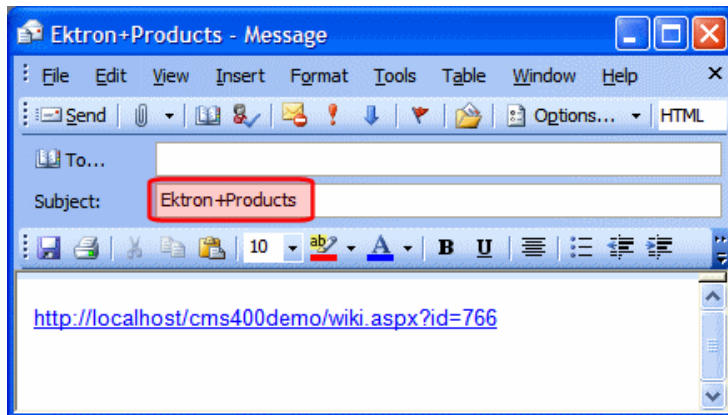 Ektron+Products - Message
File Edit View Insert Format Tools Table Window Help
Send Options... HTML
To...
Subject: Ektron+Products
10 ab A B U
http://localhost/cms400demo/wiki.aspx?id=766